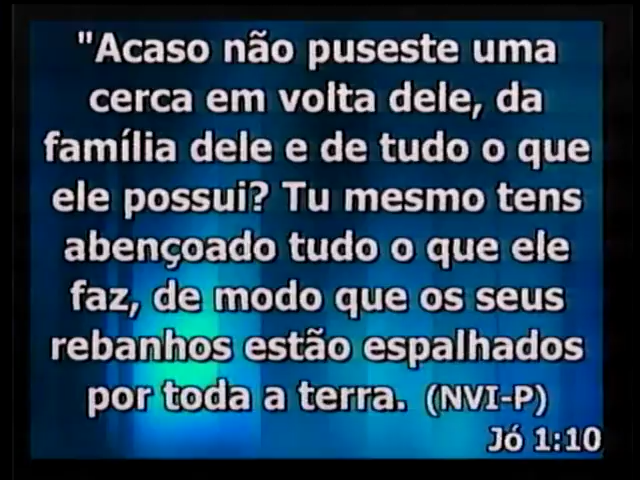 "Acaso não puseste uma
cerca em volta dele, da
família dele e de tudo o que
ele possui? Tu mesmo tens
abençoado tudo o que ele
faz, de modo que os seus
rebanhos estão espalhados
por toda a terra. (NVI-P)
Jó 1:10